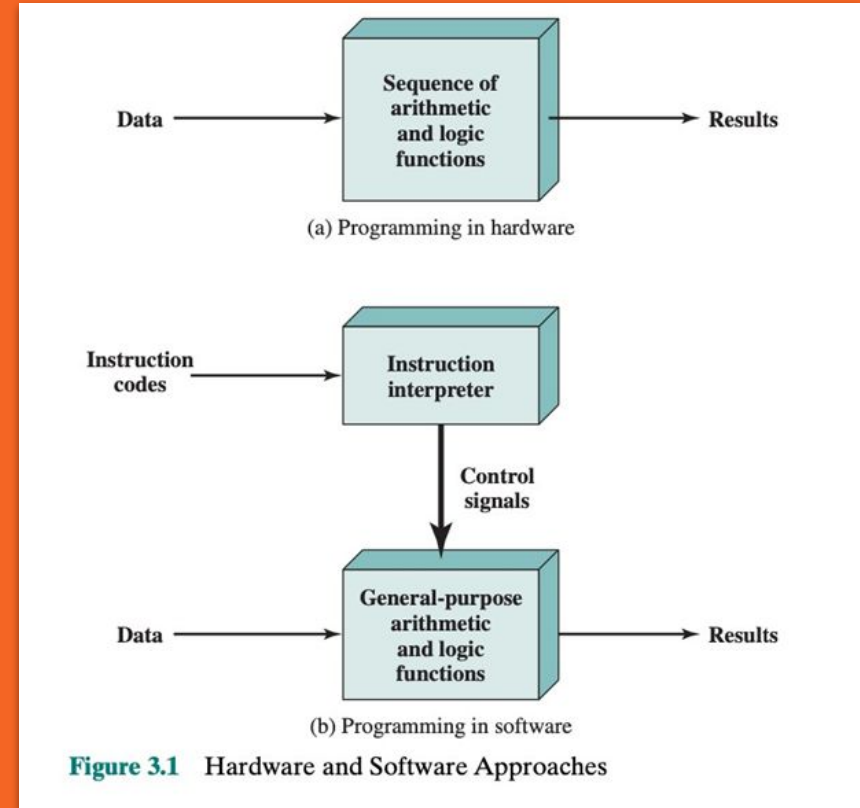 Sequence of
arithmetic
and logic
functions
Data
Results
(a) Programming in hardware
Instruction
codes
Instruction
interpreter
Control
signals
General-purpose
arithmetic
and logic
functions
Data
Results
(b) Programming in software
Figure 3.1 Hardware and Software Approaches